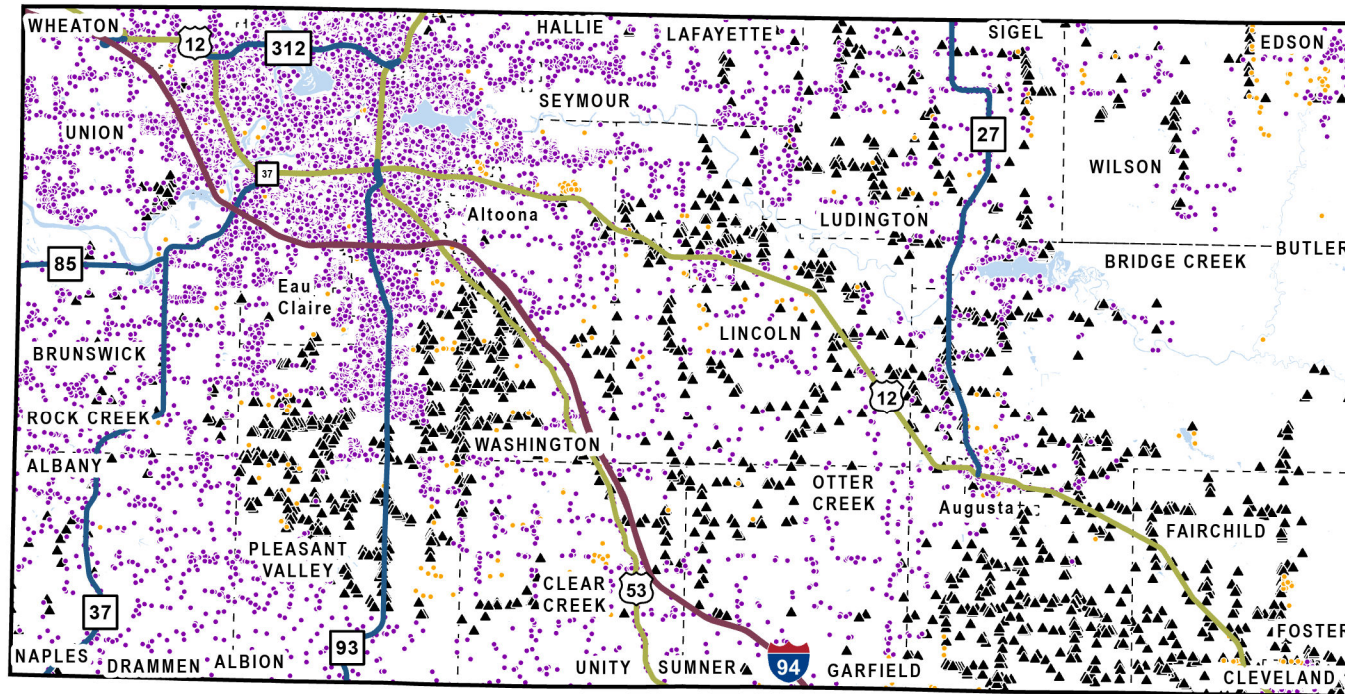 WHEATON
12
312
HALLIE
LAFAYETTE
SIGEL
EDSON
SEYMOUR
UNION
27
WILSON
37
Altoona
LUDINGTON
85
BRIDGE CREEK
BUTLER
Eau
Claire
LINCOLN
BRUNSWICK
12
ROCK CREEK
WASHINGTON
ALBANY
OTTER
CREEK
Augusta
FAIRCHILD
PLEASANT
VALLEY
CLEAR
CREEK
53
37
93
FOSTER
NAPLES
DRAMMEN
ALBION
UNITY
SUMNER
94
GARFIELD
CLEVELAND